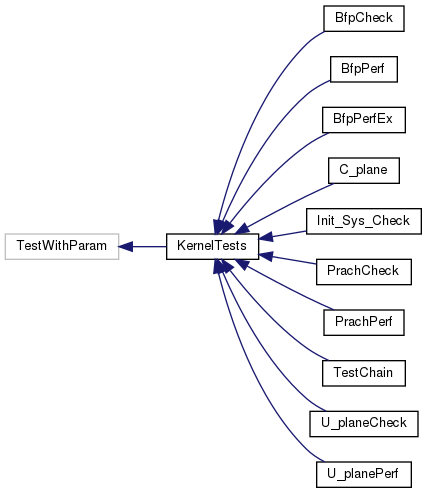 BfpCheck
BfpPerf
BfpPerfEx
C_plane
Init_Sys_Check
TestWithParam
KernelTests
PrachCheck
PrachPerf
TestChain
U_planeCheck
U_planePerf